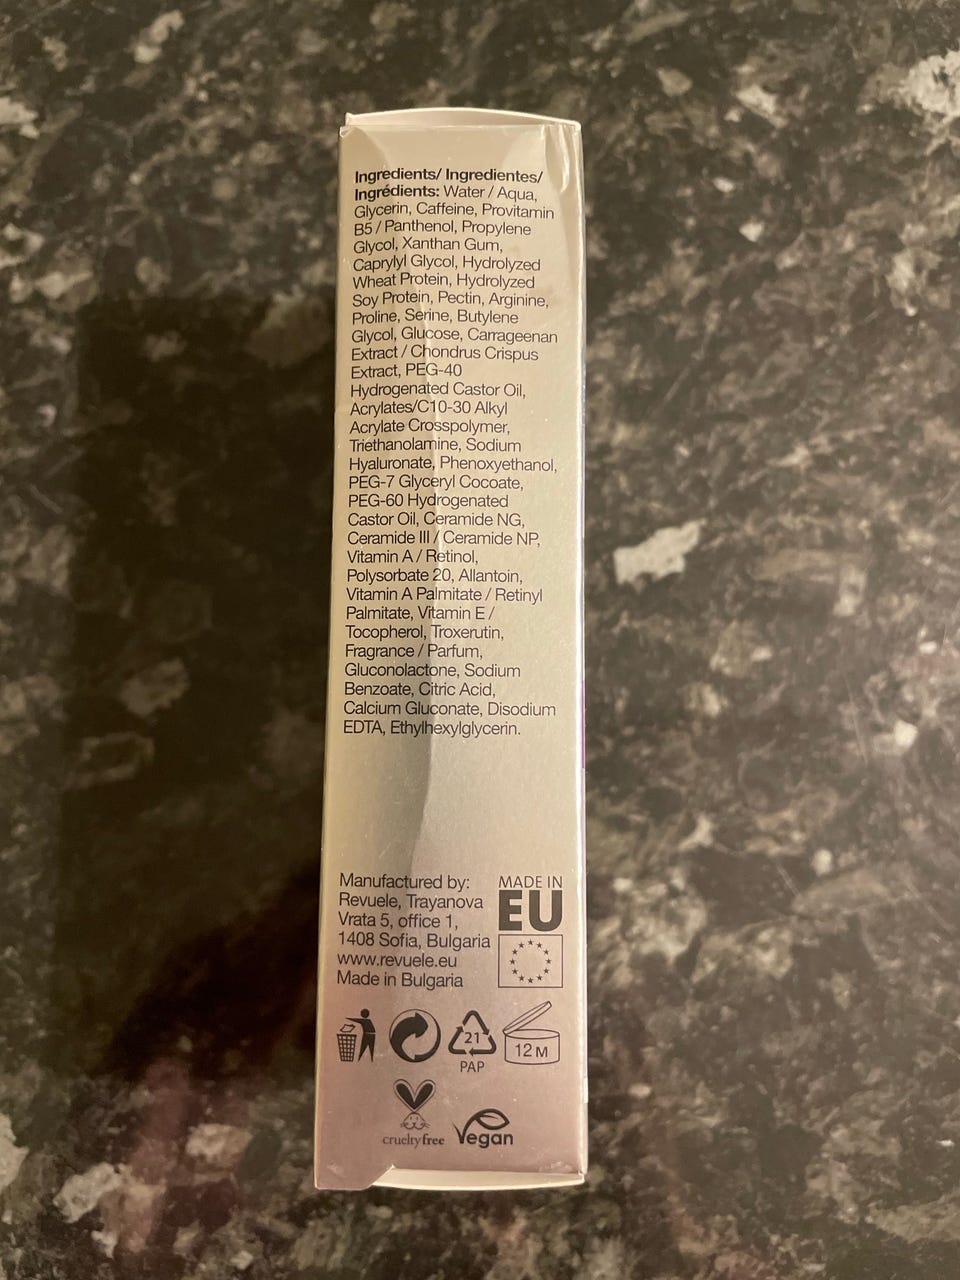 Ingredients/ Ingredientes/
Ingrédients: Water / Aqua,
Glycerin, Caffeine, Provitamin
B5 / Panthenol, Propylene
Glycol, Xanthan Gum,
Caprylyl Glycol, Hydrolyzed
Wheat Protein, Hydrolyzed
Soy Protein, Pectin, Arginine,
Proline, Serine, Butylene
Glycol, Glucose, Carrageenan
Extract / Chondrus Crispus
Extract, PEG-40
Hydrogenated Castor Oil,
Acrylates/C10-30 Alkyl
Acrylate Crosspolymer,
Triethanolamine, Sodium
Hyaluronate, Phenoxyethanol,
PEG-7 Glyceryl Cocoate,
PEG-60 Hydrogenated
Castor Oil, Ceramide NG,
Ceramide III / Ceramide NP,
Vitamin A / Retinol,
Polysorbate 20, Allantoin,
Vitamin A Palmitate / Retinyl
Palmitate, Vitamin E /
Tocopherol, Troxerutin,
Fragrance / Parfum,
Gluconolactone, Sodium
Benzoate, Citric Acid,
Calcium Gluconate, Disodium
EDTA, Ethylhexylglycerin.
Manufactured by:
Revuele, Trayanova
Vrata 5, office 1,
1408 Sofia, Bulgaria
www.revuele.eu
Made in Bulgaria
MADE IN
EU
21
PAP
12 M
cruelty free
Vegan